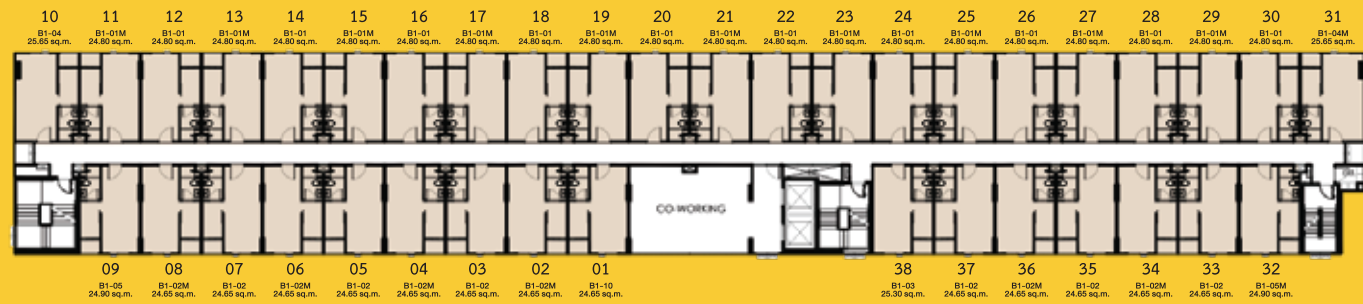 10 11 12 13 14 15 16 17 18 19 20 21 22 23 24 25 26 27 28 29 30 31
B1-04 B1-01M B1-01 B1-01M B1-01 B1-01M B1-01 B1-01M B1-01 B1-01M B1-01 B1-01M B1-01 B1-01M B1-01 B1-01M B1-01 B1-01M B1-01 B1-01M B1-01 B1-04M
25.65 sq.m. 24.80 sq.m. 24.80 sq.m. 24.80 sq.m. 24.80 sq.m. 24.80 sq.m. 24.80 sq.m. 24.80 sq.m. 24.80 sq.m. 24.80 sq.m. 24.80 sq.m. 24.80 sq.m. 24.80 sq.m. 24.80 sq.m. 24.80 sq.m. 24.80 sq.m. 24.80 sq.m. 24.80 sq.m. 24.80 sq.m. 24.80 sq.m. 24.80 sq.m. 25.65 sq.m.
CO-WORKING
09 08 07 06 05 04 03 02 01 38 37 36 35 34 33 32
B1-05 B1-02M B1-02 B1-02M B1-02 B1-02M B1-02 B1-02M B1-10 B1-03 B1-02 B1-02M B1-02 B1-02M B1-02 B1-05M
24.90 sq.m. 24.65 sq.m. 24.65 sq.m. 24.65 sq.m. 24.65 sq.m. 24.65 sq.m. 24.65 sq.m. 24.65 sq.m. 24.65 sq.m. 25.30 sq.m. 24.65 sq.m. 24.65 sq.m. 24.65 sq.m. 24.65 sq.m. 24.65 sq.m. 24.90 sq.m.